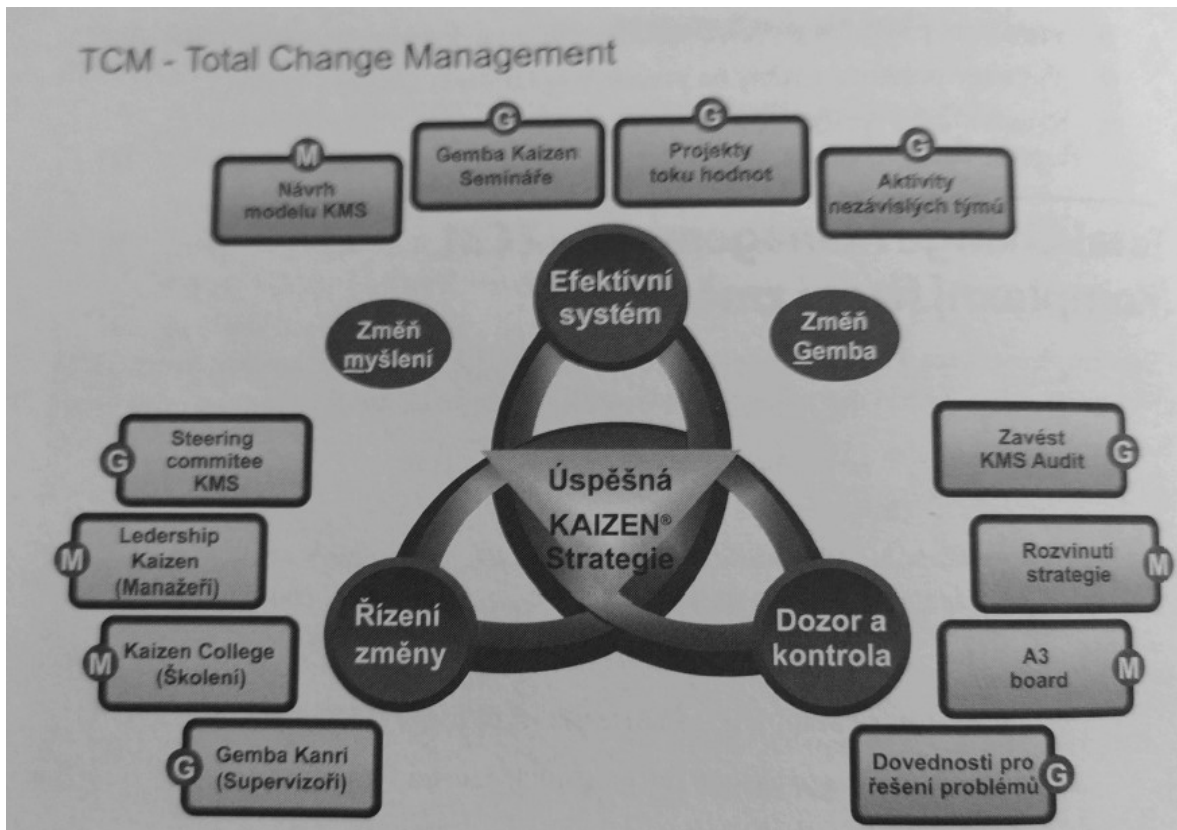 TCM - Total Change Management
M
Návrh
modelu KMS
G
Gemba Kaizen
Semináře
G
Projekty
toku hodnot
G
Aktivity
nezávislých týmů
Efektivní
systém
Změň
myšlení
Změň
Gemba
G
Steering
commitee
KMS
M
Ledership
Kaizen
(Manažeři)
M
Kaizen College
(Školení)
G
Gemba Kanri
(Supervizoři)
Úspěšná
KAIZEN®
Strategie
Řízení
změny
Dozor a
kontrola
Zavést
KMS Audit
G
Rozvinuti
strategie
M
A3
board
M
Dovednosti pro
řešení problémů
G